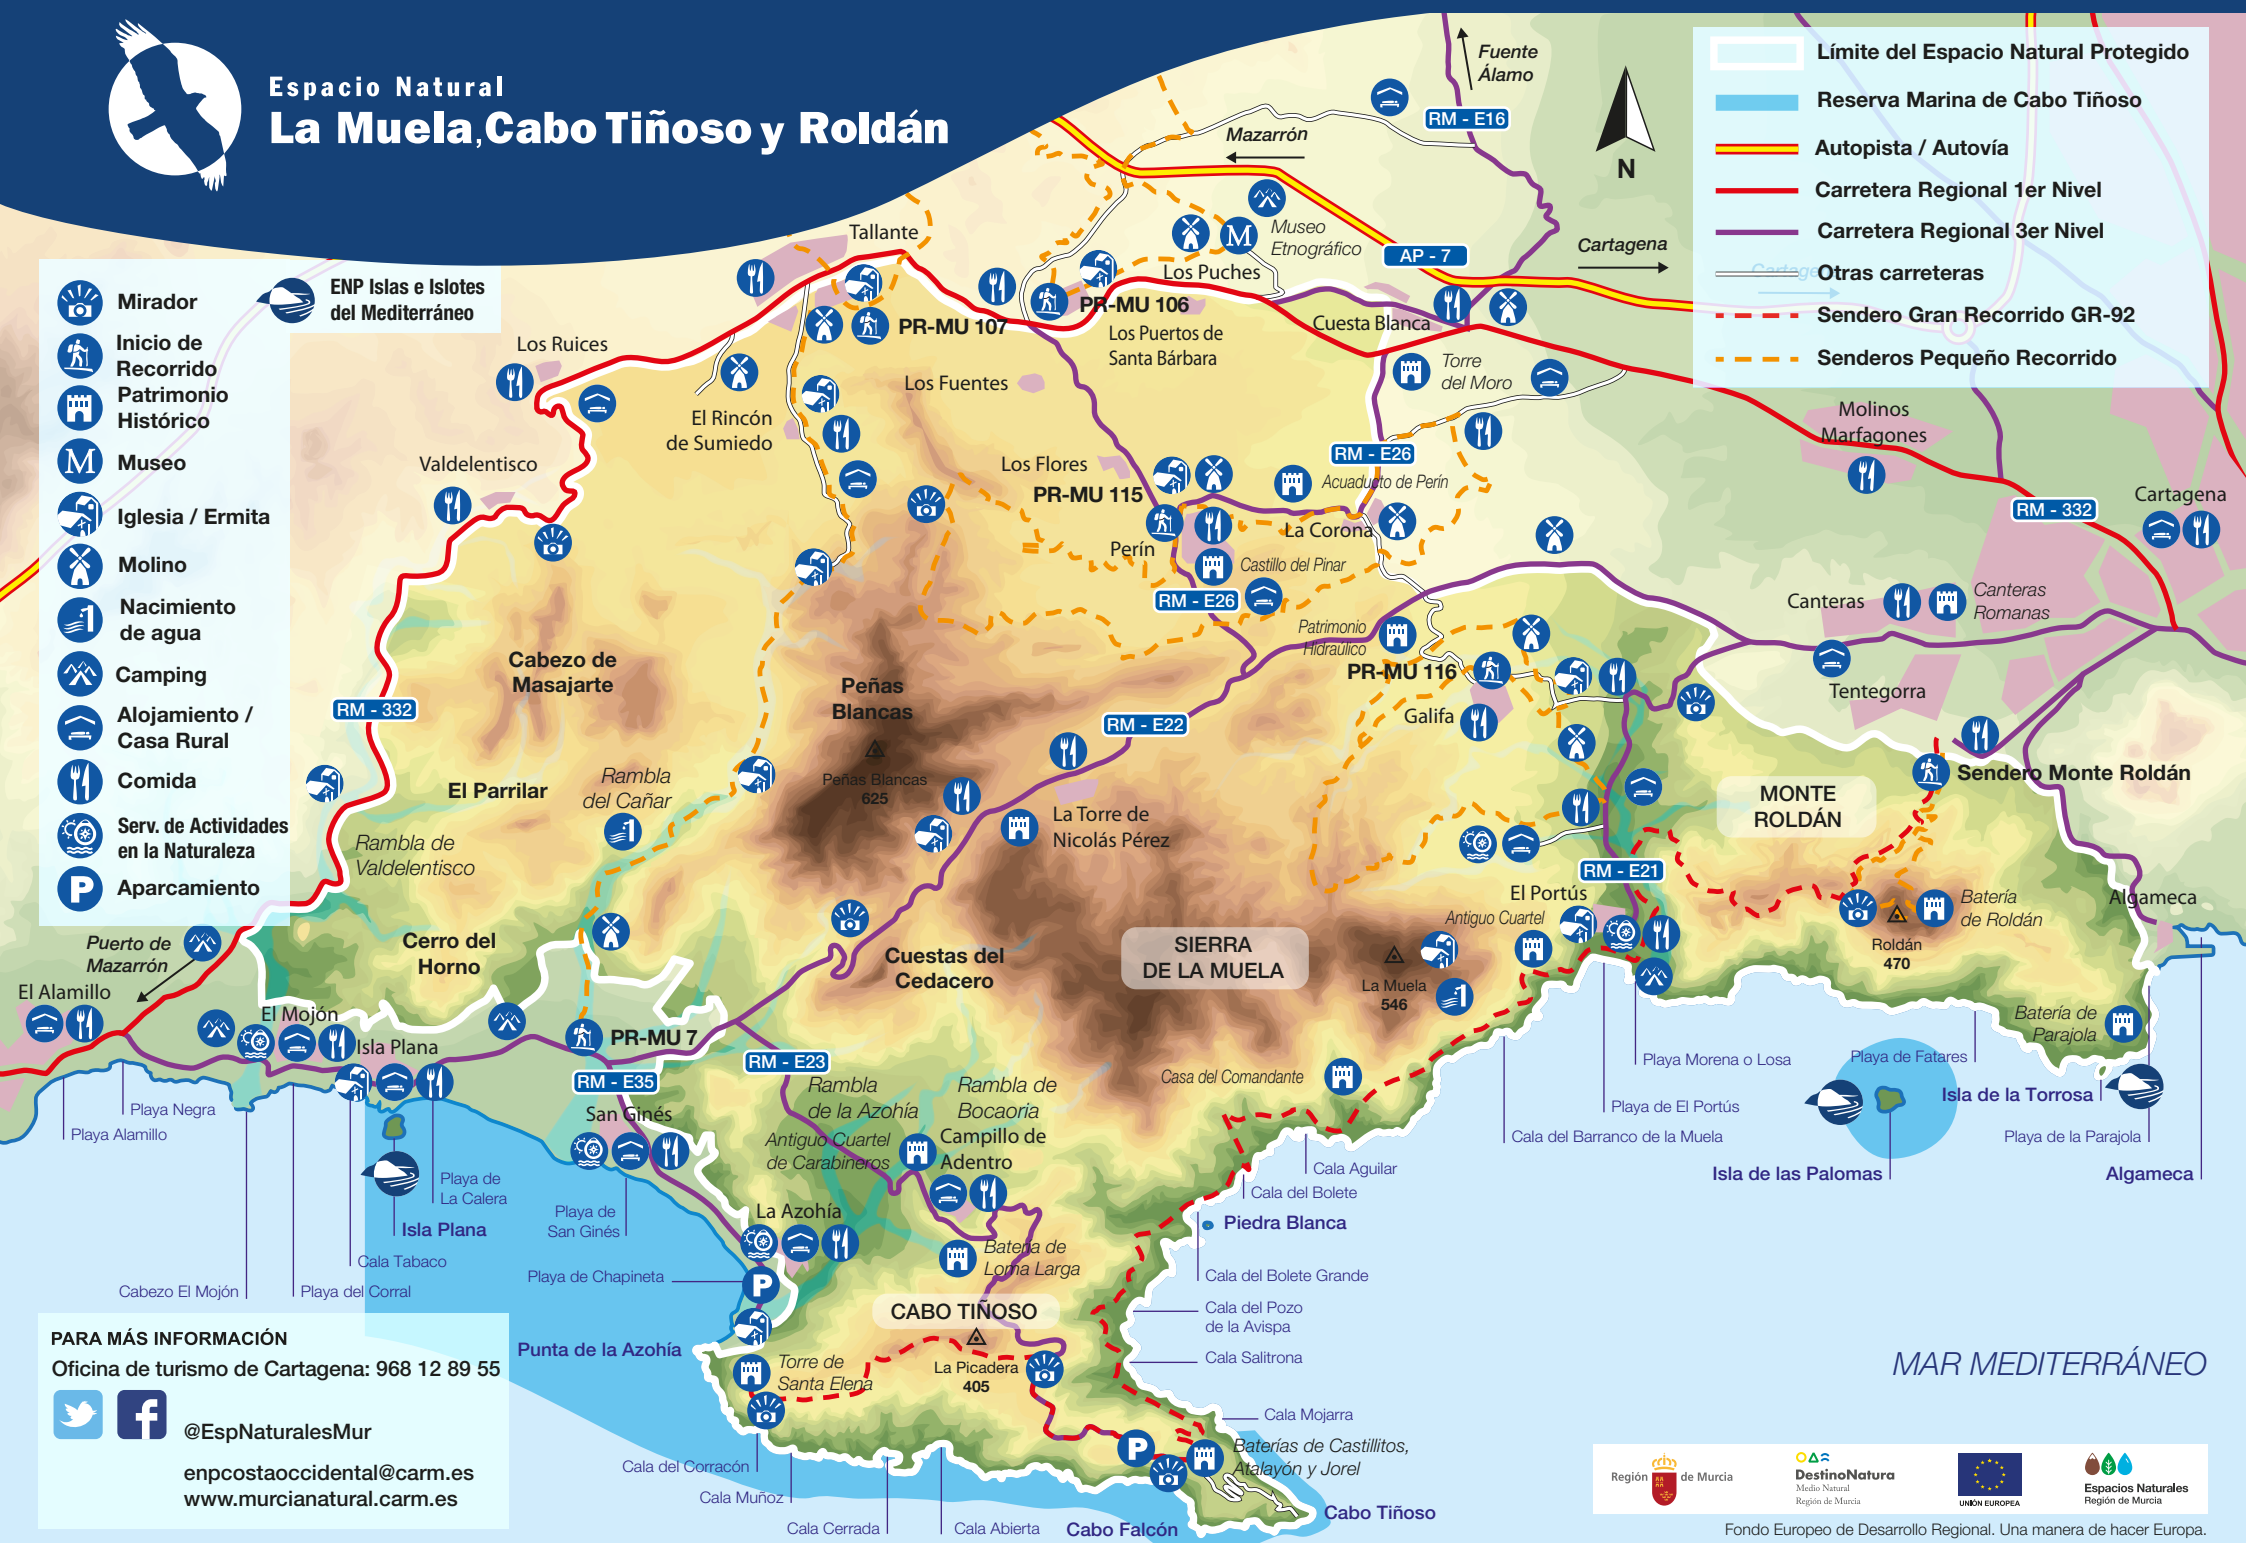 Espacio Natural
La Muela, Cabo Tiñoso y Roldán
Límite del Espacio Natural Protegido
Reserva Marina de Cabo Tiñoso
Autopista / Autovía
Carretera Regional 1er Nivel
Carretera Regional 3er Nivel
Otras carreteras
Sendero Gran Recorrido GR-92
Senderos Pequeño Recorrido
Cartagena
N
Fuente
Álamo
RM - E16
Mazarrón
Cartagena
AP - 7
Museo
Etnográfico
M
Los Puches
Tallante
PR-MU 107
PR-MU 106
Los Puertos de
Santa Bárbara
Cuesta Blanca
Torre
del Moro
Mirador
ENP Islas e Islotes
del Mediterráneo
Inicio de
Recorrido
Patrimonio
Histórico
M
Museo
Iglesia / Ermita
Molino
Nacimiento
de agua
Camping
Alojamiento /
Casa Rural
Comida
Serv. de Actividades
en la Naturaleza
P
Aparcamiento
Los Ruices
Los Fuentes
El Rincón
de Sumiedo
Valdelentisco
Los Flores
PR-MU 115
RM - E26
Acuaducto de Perín
La Corona
Perín
Castillo del Pinar
RM - E26
Molinos
Marfagones
RM - 332
Cartagena
Canteras
Canteras
Romanas
Tentegorra
Patrimonio
Hidraúlico
PR-MU 116
Galifa
Cabezo de
Masajarte
Peñas
Blancas
RM - 332
RM - E22
Peñas Blancas
625
El Parrilar
Rambla
del Cañar
La Torre de
Nicolás Pérez
Sendero Monte Roldán
MONTE
ROLDÁN
Rambla de
Valdelentisco
RM - E21
El Portús
Antiguo Cuartel
Batería
de Roldán
Roldán
470
Algameca
Puerto de
Mazarrón
Cerro del
Horno
Cuestas del
Cedacero
SIERRA
DE LA MUELA
La Muela
546
El Alamillo
El Mojón
Isla Plana
PR-MU 7
RM - E23
RM - E35
Batería de
Parajola
Playa Morena o Losa
Playa de Fatares
Isla de la Torrosa
Playa Negra
Playa Alamillo
San Ginés
Rambla
de la Azohía
Rambla de
Bocaoria
Casa del Comandante
Antiguo Cuartel
de Carabineros
Campillo de
Adentro
Playa de El Portús
Cala del Barranco de la Muela
Playa de la Parajola
Isla de las Palomas
Algameca
Playa de
La Calera
Isla Plana
Playa de
San Ginés
La Azohía
Cala Aguilar
Cala del Bolete
Piedra Blanca
Cala Tabaco
Cabezo El Mojón
Playa del Corral
Playa de Chapineta
P
Batería de
Loma Larga
Cala del Bolete Grande
Cala del Pozo
de la Avispa
Cala Salitrona
CABO TIÑOSO
Punta de la Azohía
Torre de
Santa Elena
La Picadera
405
MAR MEDITERRÁNEO
PARA MÁS INFORMACIÓN
Oficina de turismo de Cartagena: 968 12 89 55
@EspNaturalesMur
enpcostaoccidental@carm.es
www.murcianatural.carm.es
Cala Mojarra
P
Baterías de Castillitos,
Atalayón y Jorel
Cala del Corracón
Cala Muñoz
Cala Cerrada
Cala Abierta
Cabo Falcón
Cabo Tiñoso
Región de Murcia
DestinoNatura
Medio Natural
Región de Murcia
UNIÓN EUROPEA
Espacios Naturales
Región de Murcia
Fondo Europeo de Desarrollo Regional. Una manera de hacer Europa.